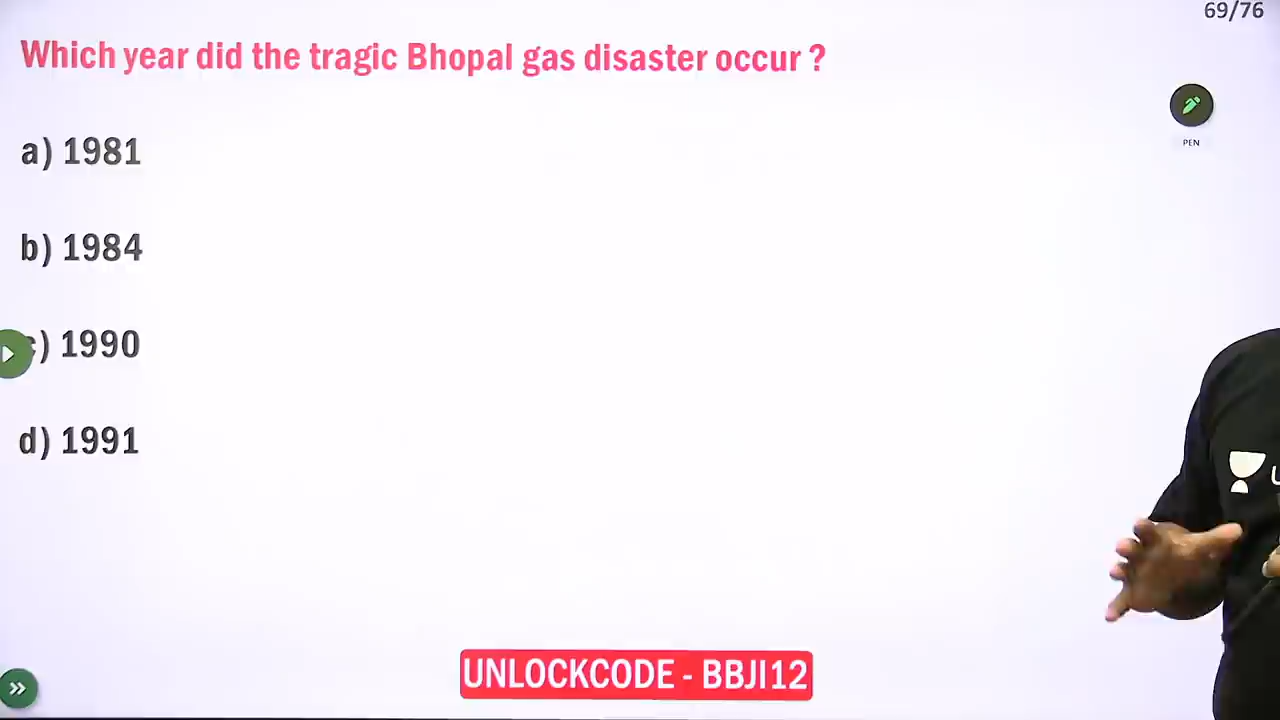 69/76
Which year did the tragic Bhopal gas disaster occur ?
PEN
a) 1981
b) 1984
c) 1990
d) 1991
UNLOCKCODE - BBJI12